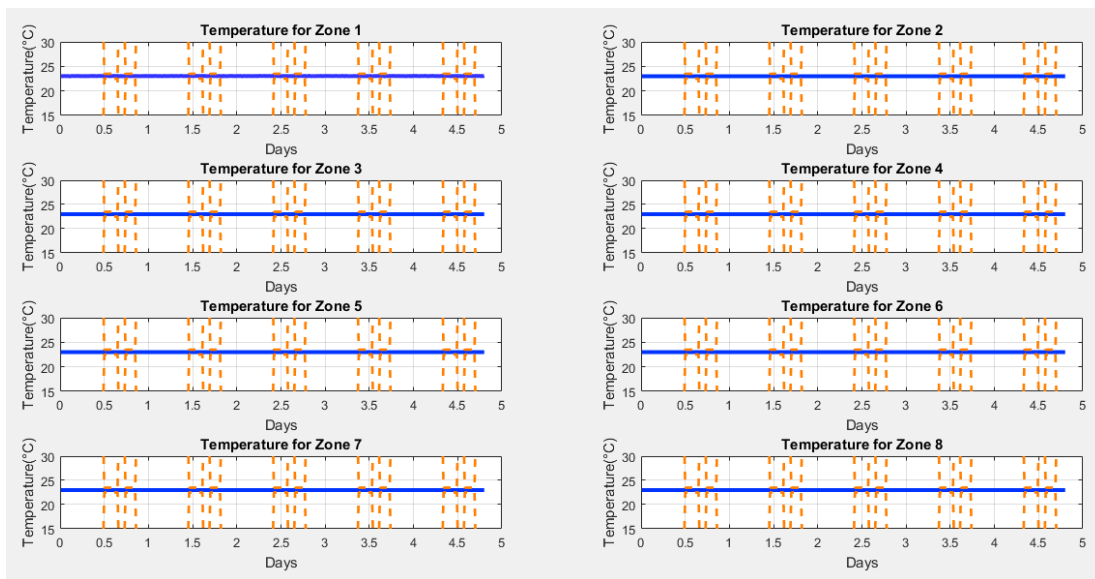 Temperature for Zone 1
Temperature(°C)
30
25
20
15
0 0.5 1 1.5 2 2.5 3 3.5 4 4.5 5
Days
Temperature for Zone 2
Temperature(°C)
30
25
20
15
0 0.5 1 1.5 2 2.5 3 3.5 4 4.5 5
Days
Temperature for Zone 3
Temperature(°C)
30
25
20
15
0 0.5 1 1.5 2 2.5 3 3.5 4 4.5 5
Days
Temperature for Zone 4
Temperature(°C)
30
25
20
15
0 0.5 1 1.5 2 2.5 3 3.5 4 4.5 5
Days
Temperature for Zone 5
Temperature(°C)
30
25
20
15
0 0.5 1 1.5 2 2.5 3 3.5 4 4.5 5
Days
Temperature for Zone 6
Temperature(°C)
30
25
20
15
0 0.5 1 1.5 2 2.5 3 3.5 4 4.5 5
Days
Temperature for Zone 7
Temperature(°C)
30
25
20
15
0 0.5 1 1.5 2 2.5 3 3.5 4 4.5 5
Days
Temperature for Zone 8
Temperature(°C)
30
25
20
15
0 0.5 1 1.5 2 2.5 3 3.5 4 4.5 5
Days